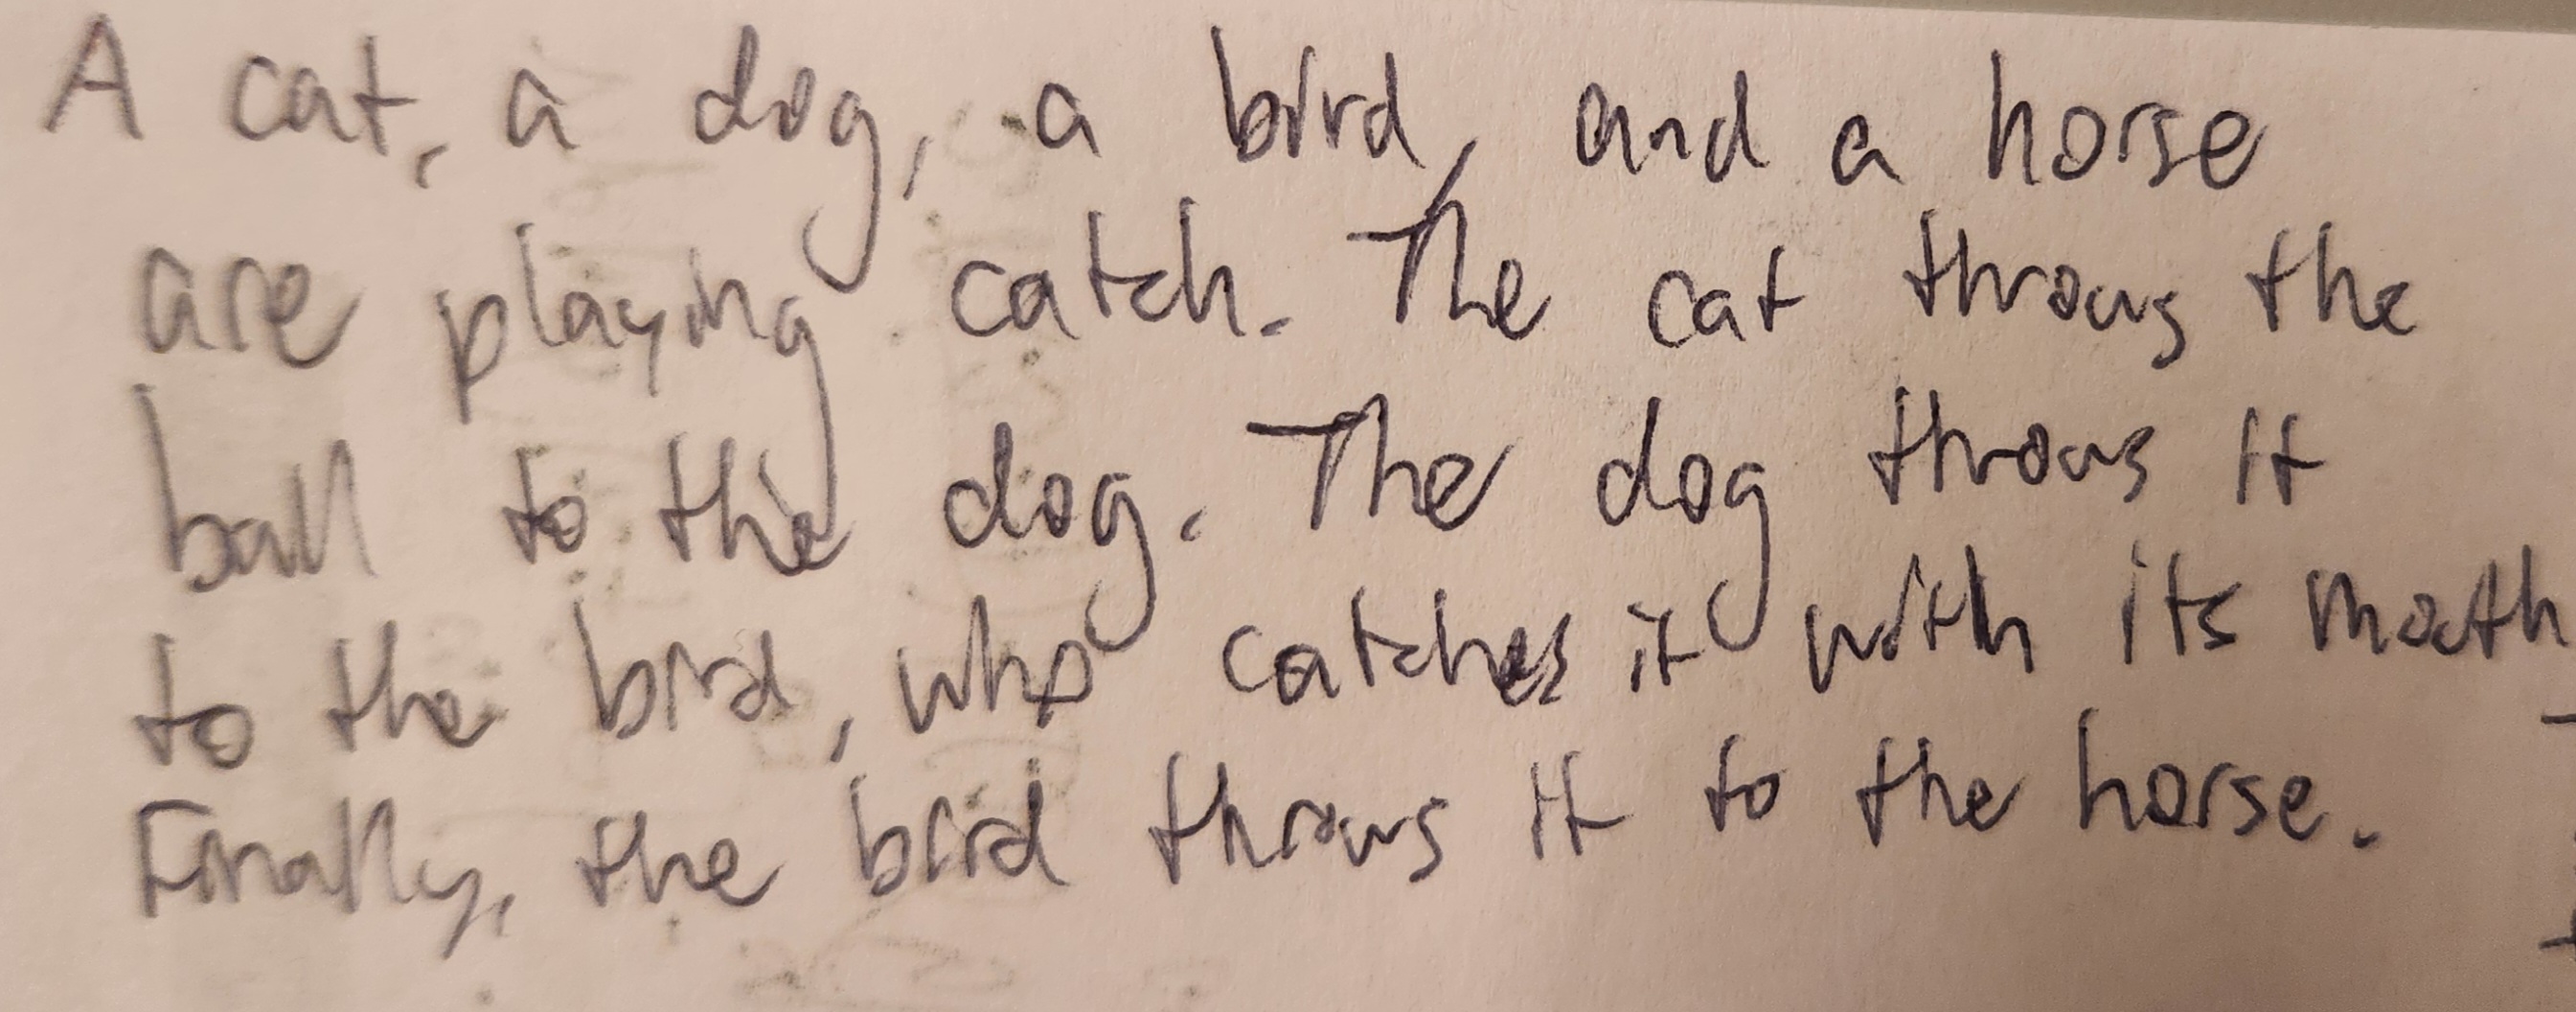 A cat, a dog, a bird, and a horse
are playing catch. The cat throws the
ball to the dog. The dog throws it
to the bird, who catches it with its mouth
Finally, the bird throws it to the horse.